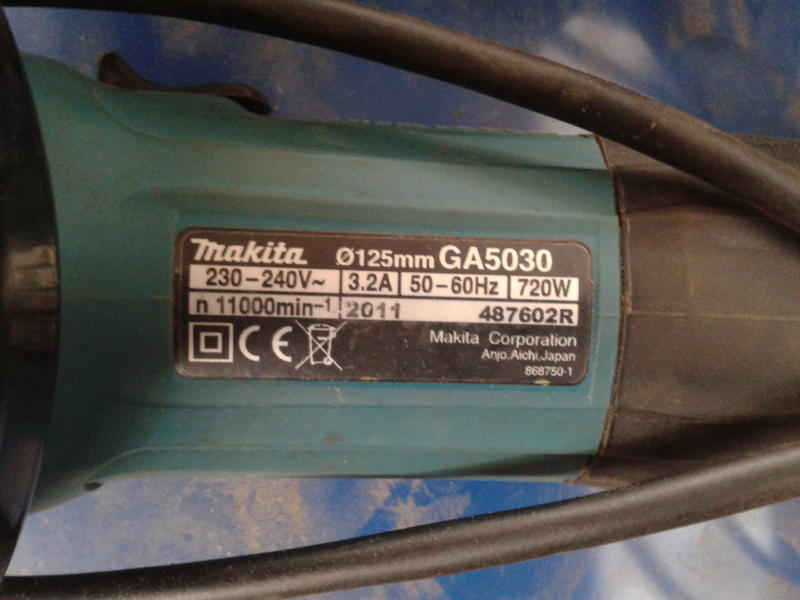 makita Ø125mm GA5030
230-240V~ 3.2A 50-60Hz 720W
n 11000min-1 2011 487602R
CE Makita Corporation
Anjo, Aichi, Japan
868750-1